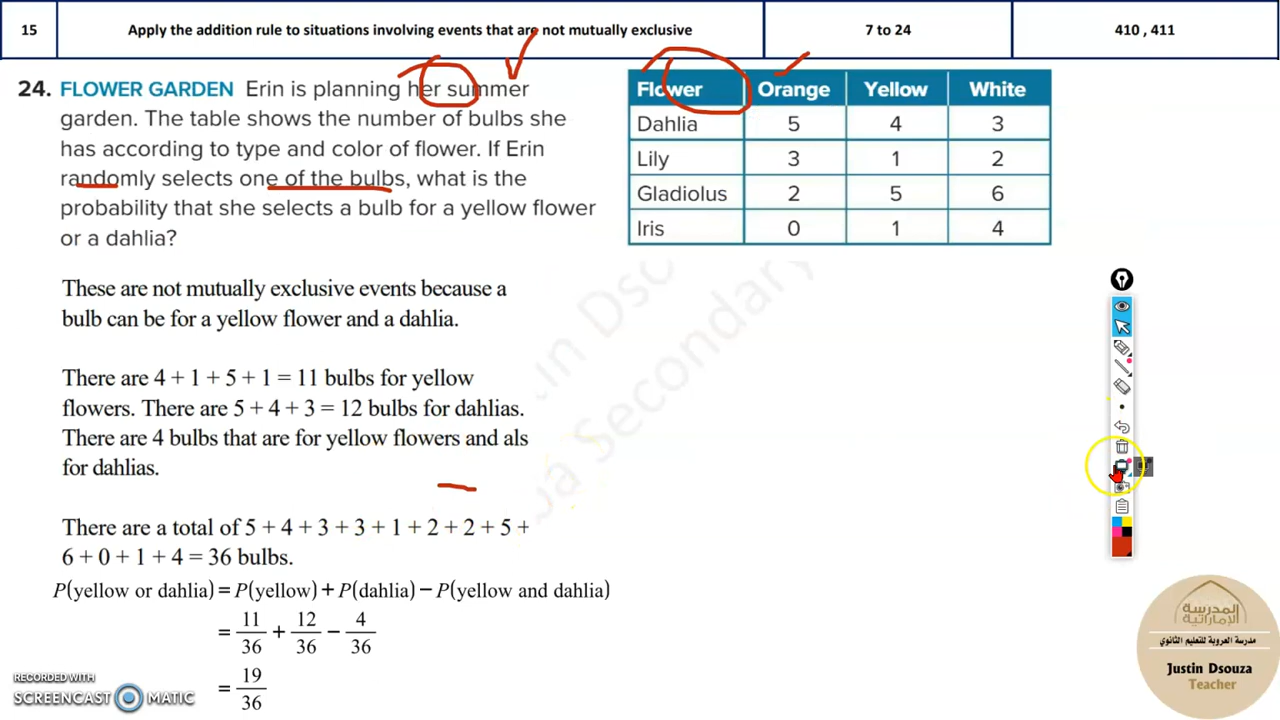 15 Apply the addition rule to situations involving events that are not mutually exclusive 7 to 24 410 , 411
24. FLOWER GARDEN Erin is planning her summer
garden. The table shows the number of bulbs she
has according to type and color of flower. If Erin
randomly selects one of the bulbs, what is the
probability that she selects a bulb for a yellow flower
or a dahlia?
Flower Orange Yellow White
Dahlia 5 4 3
Lily 3 1 2
Gladiolus 2 5 6
Iris 0 1 4
These are not mutually exclusive events because a
bulb can be for a yellow flower and a dahlia.
There are 4 + 1 + 5 + 1 = 11 bulbs for yellow
flowers. There are 5 + 4 + 3 = 12 bulbs for dahlias.
There are 4 bulbs that are for yellow flowers and als
for dahlias.
There are a total of 5 + 4 + 3 + 3 + 1 + 2 + 2 + 5 +
6 + 0 + 1 + 4 = 36 bulbs.
P(yellow or dahlia) = P(yellow) + P(dahlia) − P(yellow and dahlia)
= 11/36 + 12/36 − 4/36
= 19/36
RECORDED WITH
SCREENCAST MATIC
المدرسة
الإماراتية
مدرسة العروبة للتعليم الثانوي
Justin Dsouza
Teacher